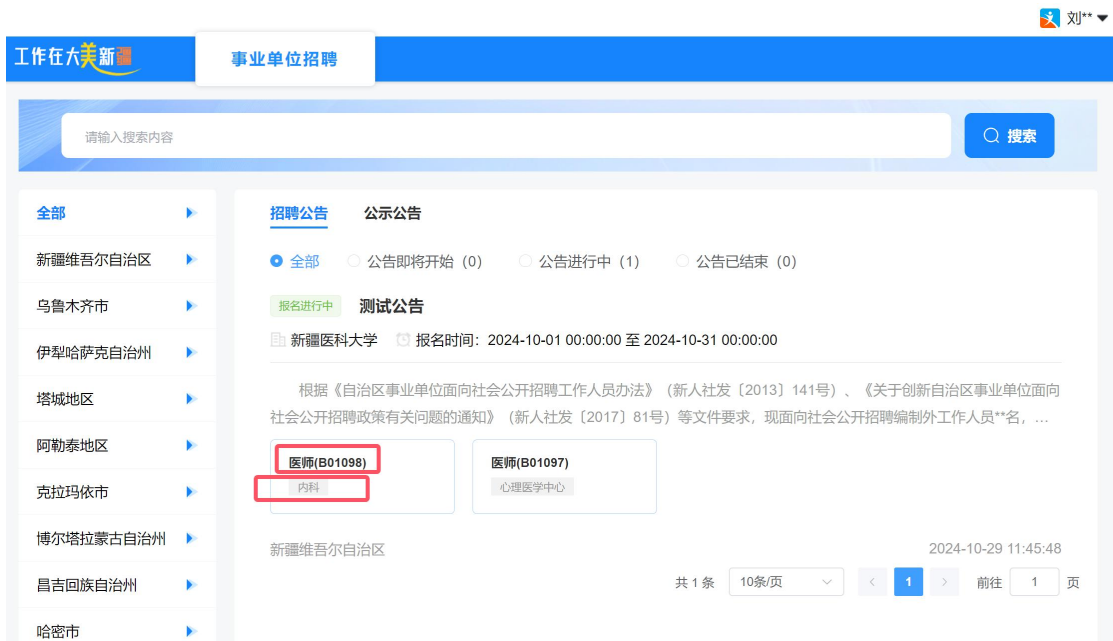 刘**
工作在大美新疆
事业单位招聘
请输入搜索内容
搜索
全部
新疆维吾尔自治区
乌鲁木齐市
伊犁哈萨克自治州
塔城地区
阿勒泰地区
克拉玛依市
博尔塔拉蒙古自治州
昌吉回族自治州
哈密市
招聘公告 公示公告
全部 公告即将开始（0） 公告进行中（1） 公告已结束（0）
报名进行中 测试公告
新疆医科大学 报名时间：2024-10-01 00:00:00 至 2024-10-31 00:00:00
根据《自治区事业单位面向社会公开招聘工作人员办法》（新人社发〔2013〕141号）、《关于创新自治区事业单位面向
社会公开招聘政策有关问题的通知》（新人社发〔2017〕81号）等文件要求，现面向社会公开招聘编制外工作人员**名，…
医师(B01098)
内科
医师(B01097)
心理医学中心
新疆维吾尔自治区 2024-10-29 11:45:48
共 1 条 10条/页 < 1 > 前往 1 页